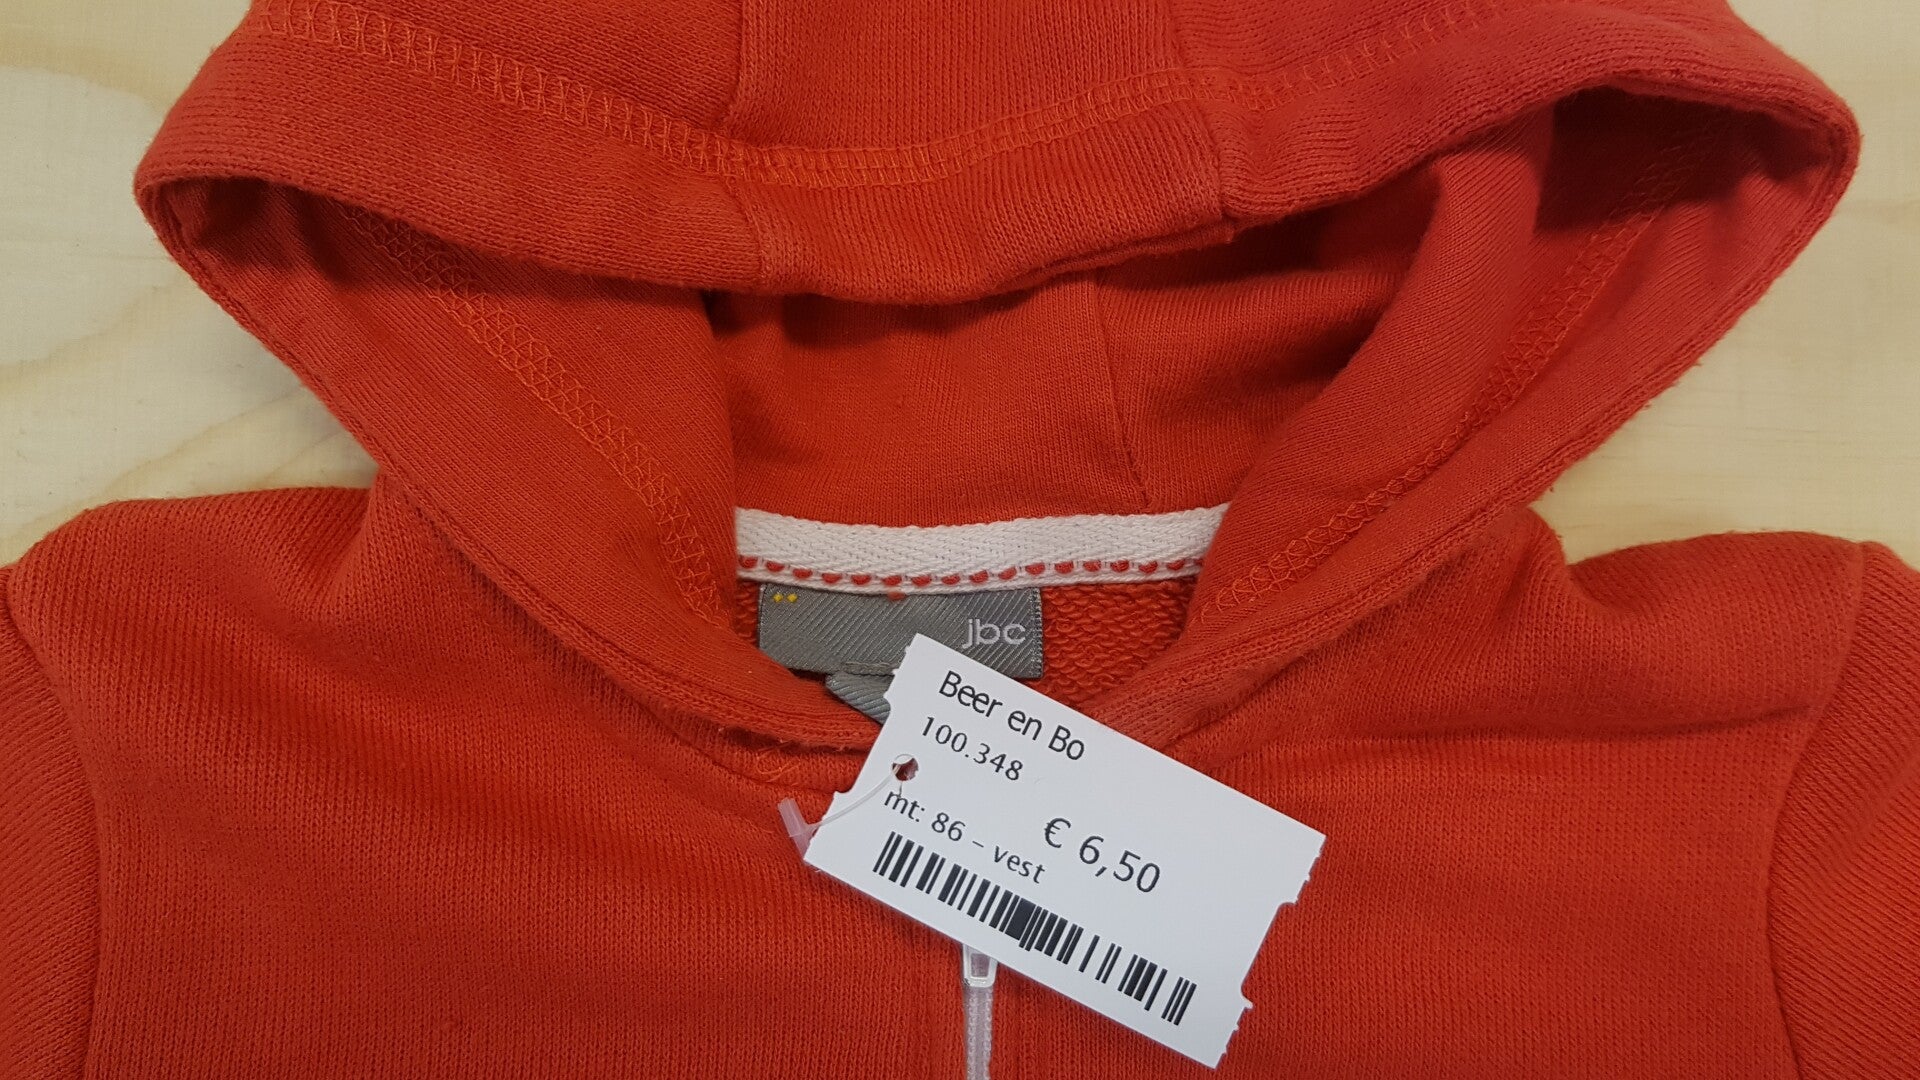 jbc
Beer en Bo
100.348
€ 6,50
mt: 86 - vest